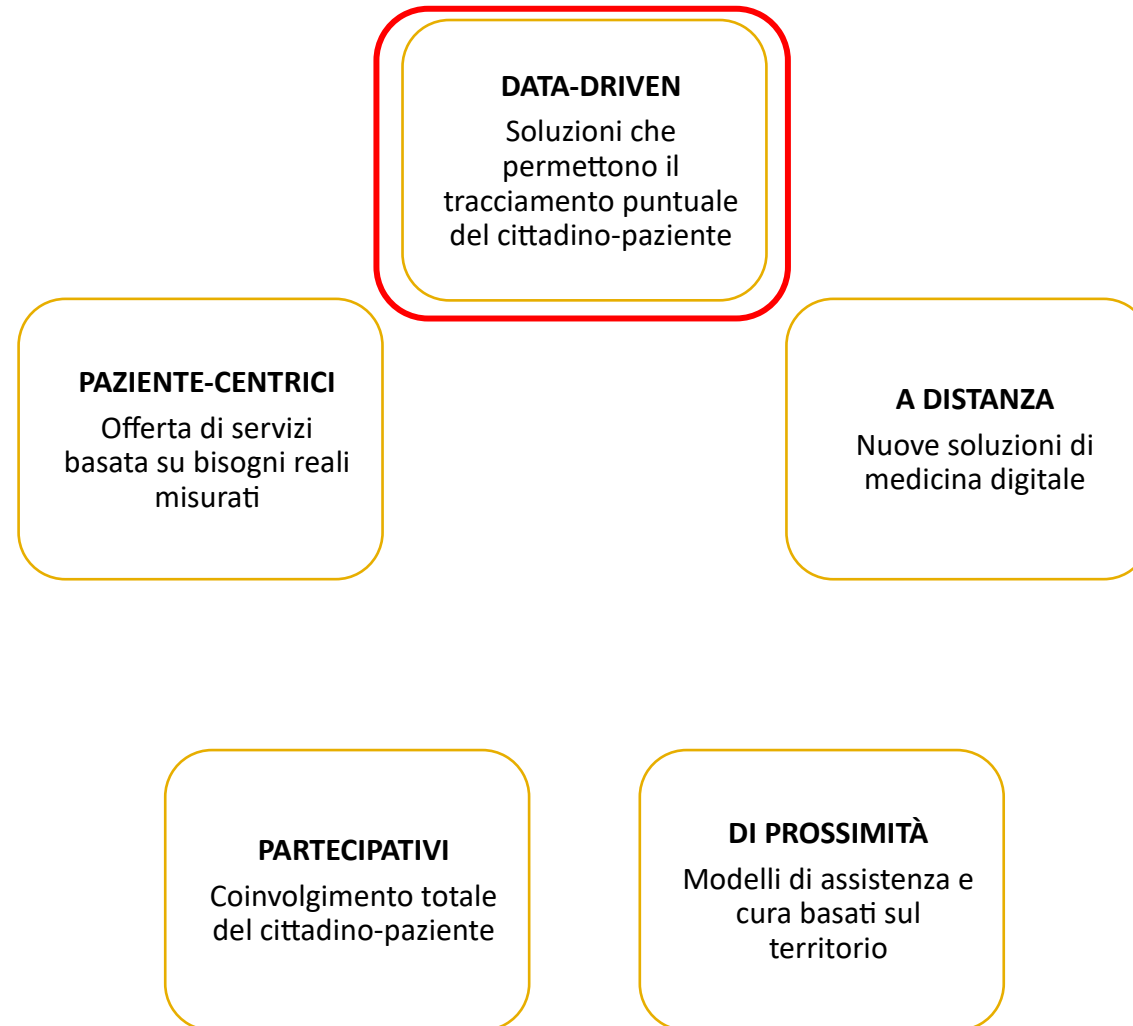 DATA-DRIVEN
Soluzioni che
permettono il
tracciamento puntuale
del cittadino-paziente
PAZIENTE-CENTRICI
Offerta di servizi
basata su bisogni reali
misurati
A DISTANZA
Nuove soluzioni di
medicina digitale
PARTECIPATIVI
Coinvolgimento totale
del cittadino-paziente
DI PROSSIMITÀ
Modelli di assistenza e
cura basati sul
territorio